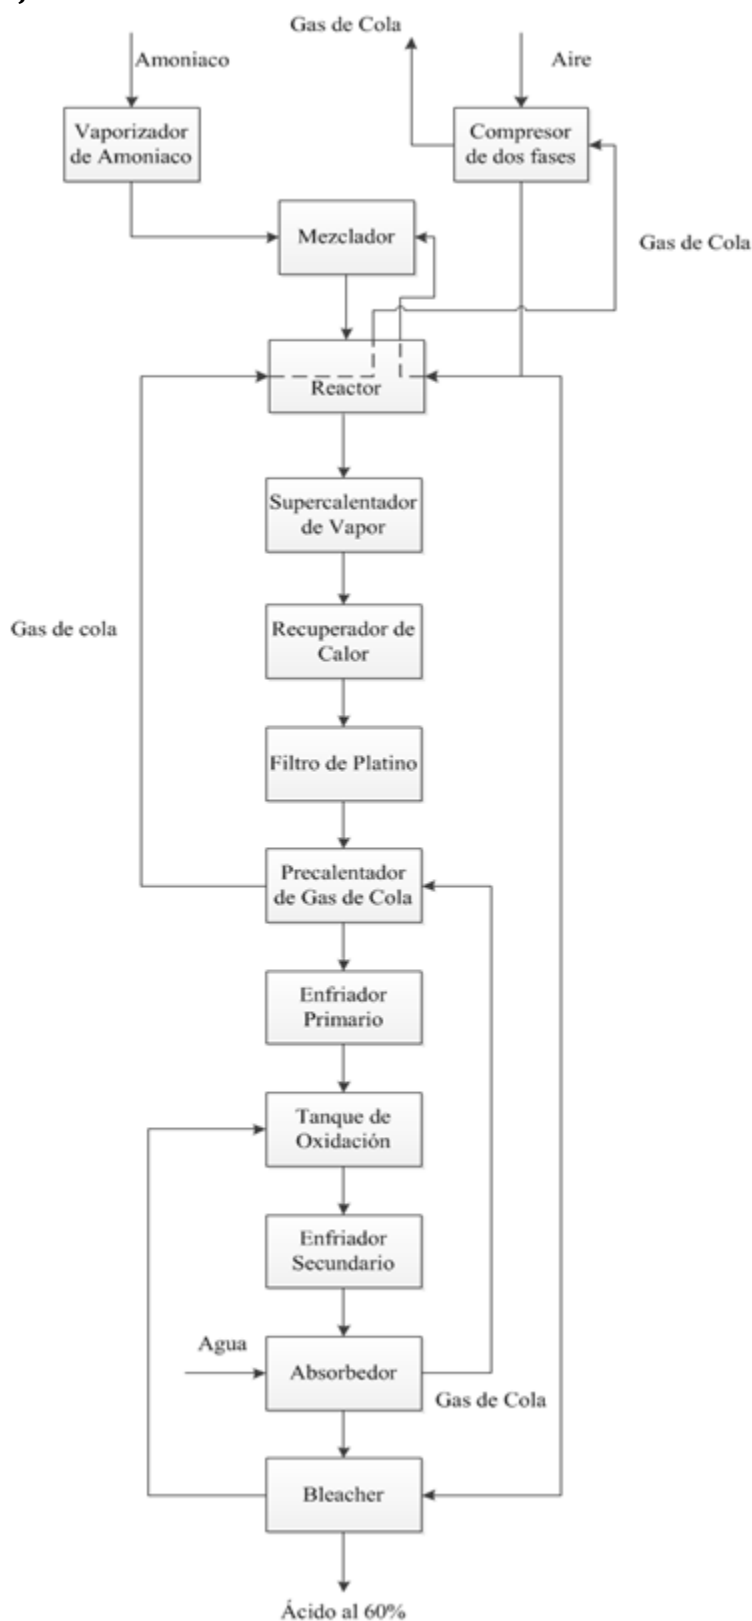 Gas de Cola
Amoniaco
Aire
Vaporizador
de Amoniaco
Compresor
de dos fases
Mezclador
Gas de Cola
Reactor
Supercalentador
de Vapor
Gas de cola
Recuperador de
Calor
Filtro de Platino
Precalentador
de Gas de Cola
Enfriador
Primario
Tanque de
Oxidación
Enfriador
Secundario
Agua
Absorbedor
Gas de Cola
Bleacher
Ácido al 60%